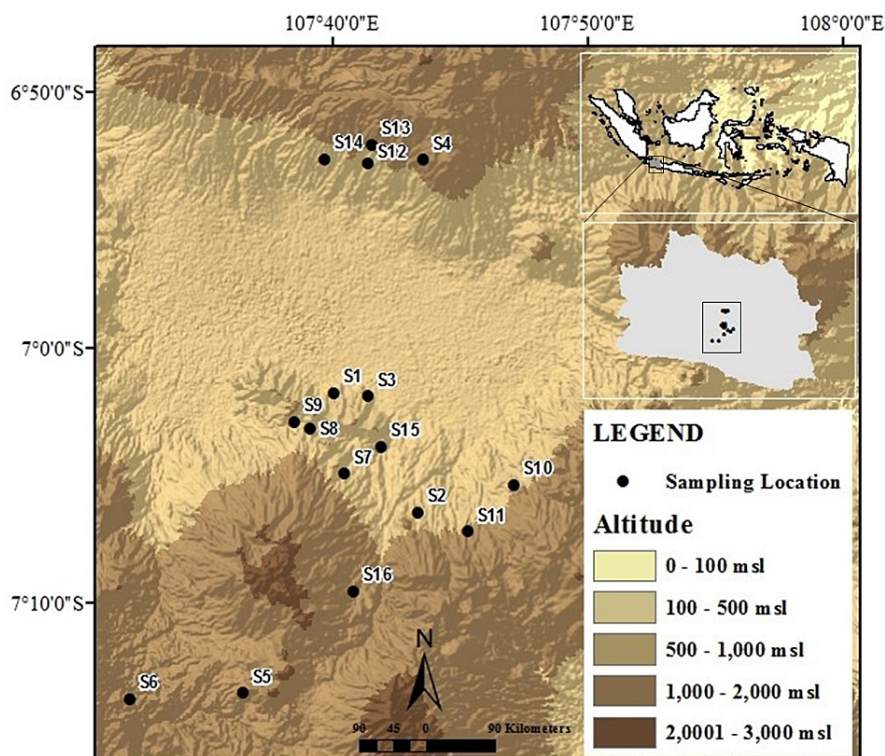 107°40'0"E 107°50'0"E 108°0'0"E
6°50'0"S
S13
S14 S4
S12
7°0'0"S
S1 S3
S9
S8 S15
S7
S10
S2
S11
7°10'0"S
S16
S6 S5
N
90 45 0 90 Kilometers
LEGEND
Sampling Location
Altitude
0 - 100 msl
100 - 500 msl
500 - 1,000 msl
1,000 - 2,000 msl
2,0001 - 3,000 msl